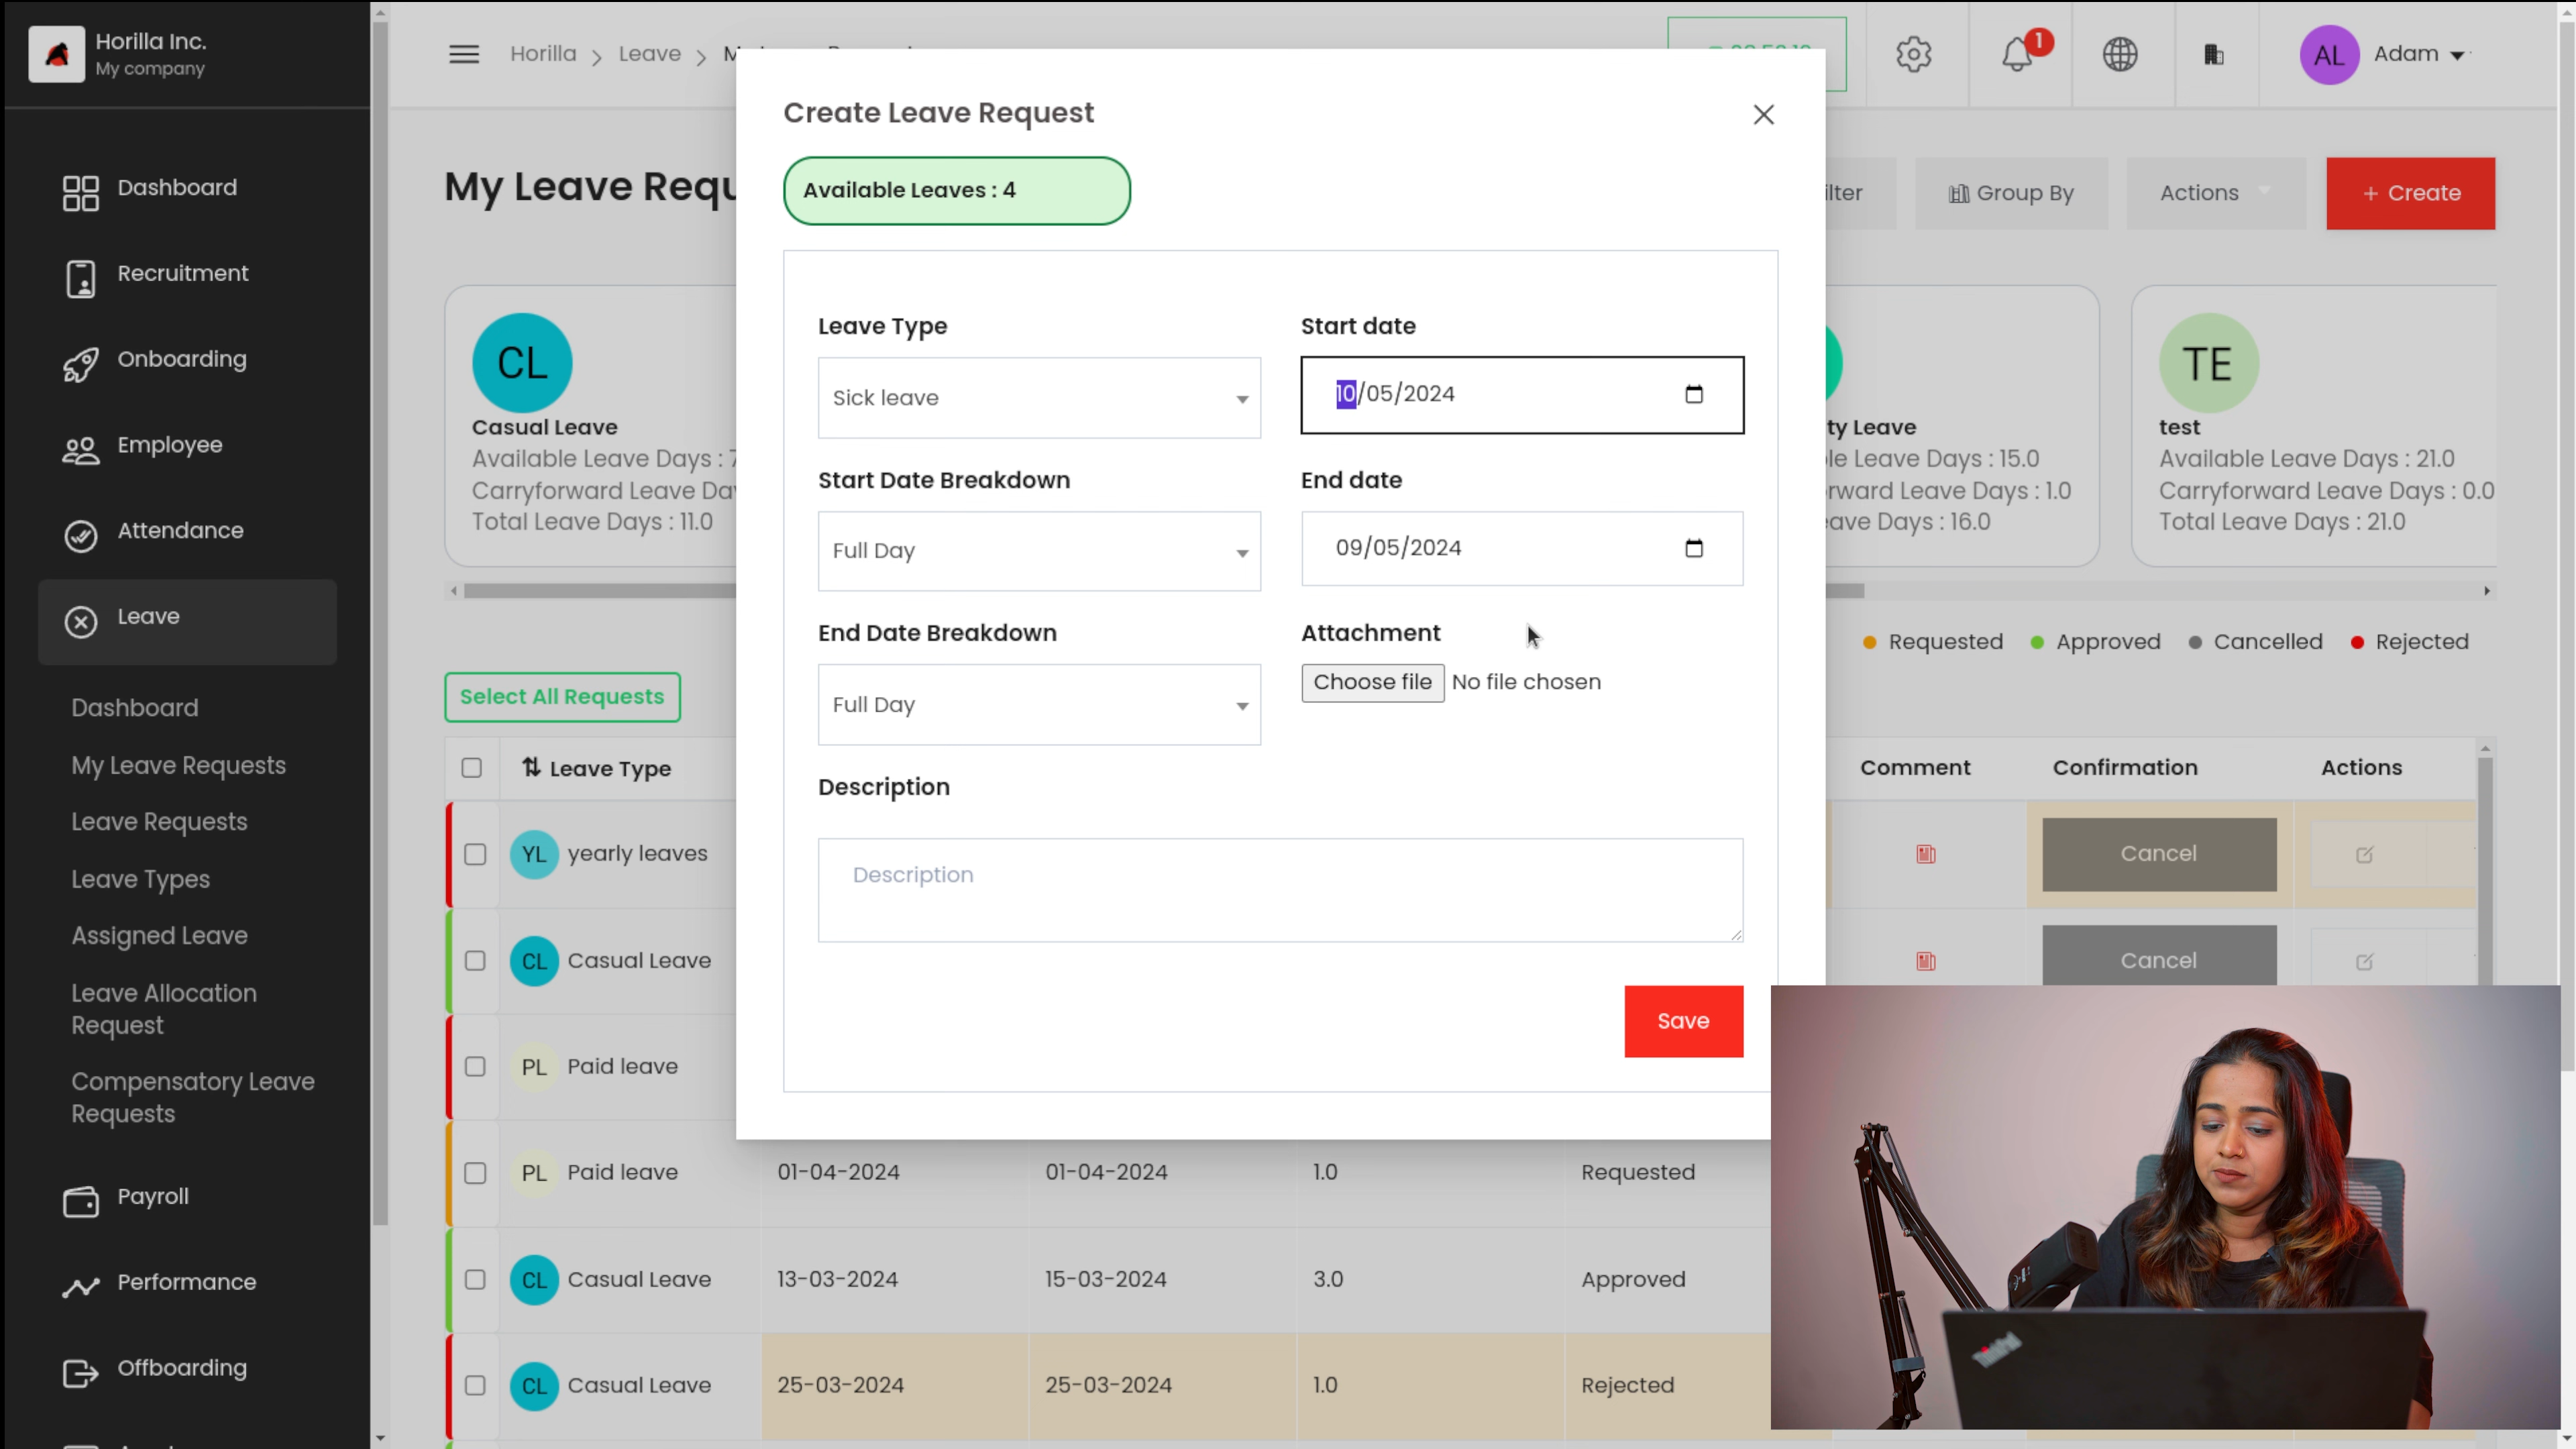 Horilla Inc.
My company
Dashboard
Recruitment
Onboarding
Employee
Attendance
Leave
Dashboard
My Leave Requests
Leave Requests
Leave Types
Assigned Leave
Leave Allocation
Request
Compensatory Leave
Requests
Payroll
Performance
Offboarding
Horilla > Leave >
1
AL Adam
My Leave Requ
Group By
Actions
+ Create
CL
Casual Leave
Available Leave Days : 7
Carryforward Leave Da
Total Leave Days : 11.0
ty Leave
le Leave Days : 15.0
rward Leave Days : 1.0
eave Days : 16.0
TE
test
Available Leave Days : 21.0
Carryforward Leave Days : 0.0
Total Leave Days : 21.0
Requested
Approved
Cancelled
Rejected
Select All Requests
Leave Type
Comment
Confirmation
Actions
YL yearly leaves
Cancel
CL Casual Leave
Cancel
PL Paid leave
PL Paid leave 01-04-2024 01-04-2024 1.0 Requested
CL Casual Leave 13-03-2024 15-03-2024 3.0 Approved
CL Casual Leave 25-03-2024 25-03-2024 1.0 Rejected
Create Leave Request
Available Leaves : 4
Leave Type
Sick leave
Start date
10/05/2024
Start Date Breakdown
Full Day
End date
09/05/2024
End Date Breakdown
Full Day
Attachment
Choose file No file chosen
Description
Description
Save